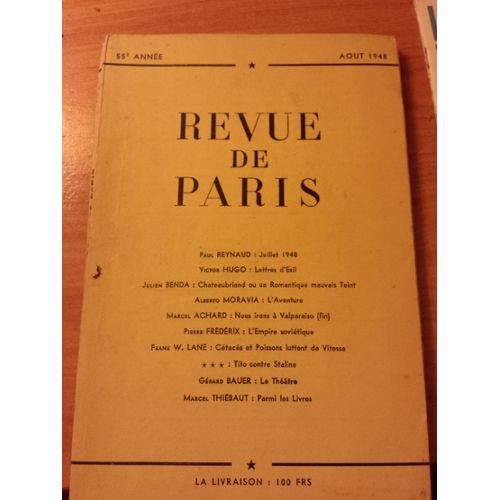 55e ANNÉE
AOUT 1948
REVUE
DE
PARIS
PAUL REYNAUD : Juillet 1948
VICTOR HUGO : Lettres d'Exil
JULIEN BENDA : Chateaubriand ou un Romantique mauvais Teint
ALBERTO MORAVIA : L'Aventure
MARCEL ACHARD : Nous irons à Valparaiso (fin)
PIERRE FRÉDÉRIX : L'Empire soviétique
FRANK W. LANE : Cétacés et Poissons luttent de Vitesse
★ ★ ★ : Tito contre Staline
GÉRARD BAUER : Le Théâtre
MARCEL THIÉBAUT : Parmi les Livres
LA LIVRAISON : 100 FRS